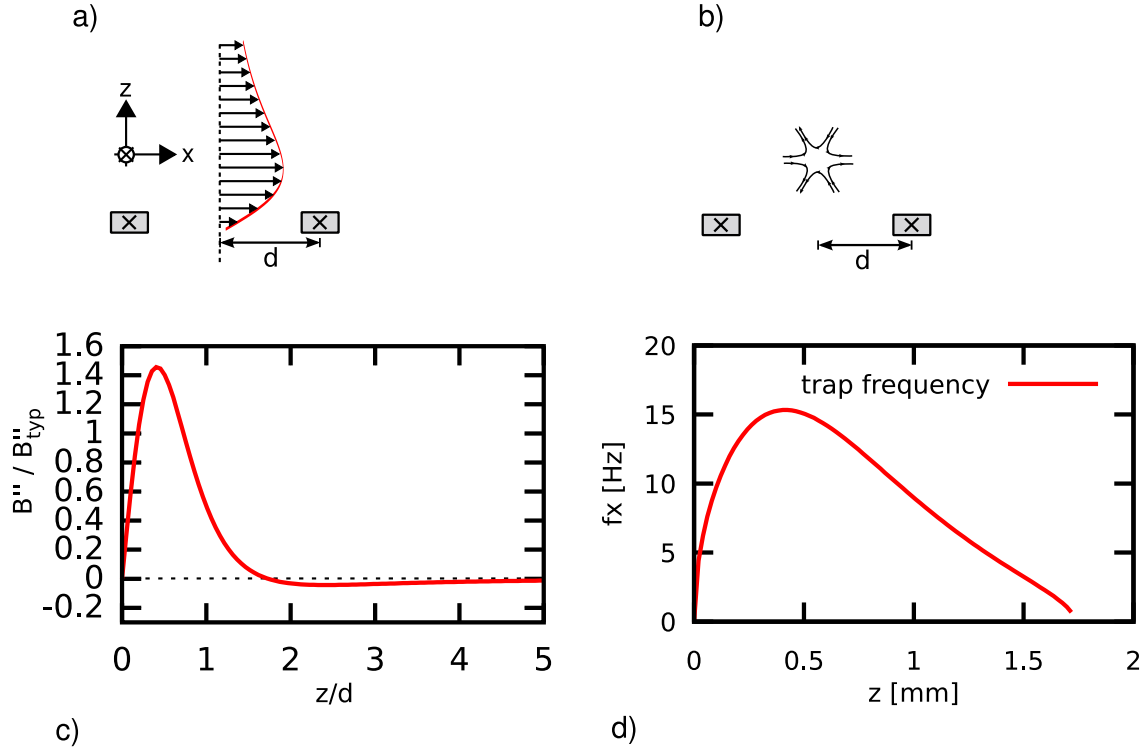 a)
z
x
d
b)
d
1.6
1.4
1.2
1
0.8
0.6
0.4
0.2
0
-0.2
B'' / B''typ
0 1 2 3 4 5
z/d
c)
20
15
10
5
0
fx [Hz]
trap frequency
0 0.5 1 1.5 2
z [mm]
d)